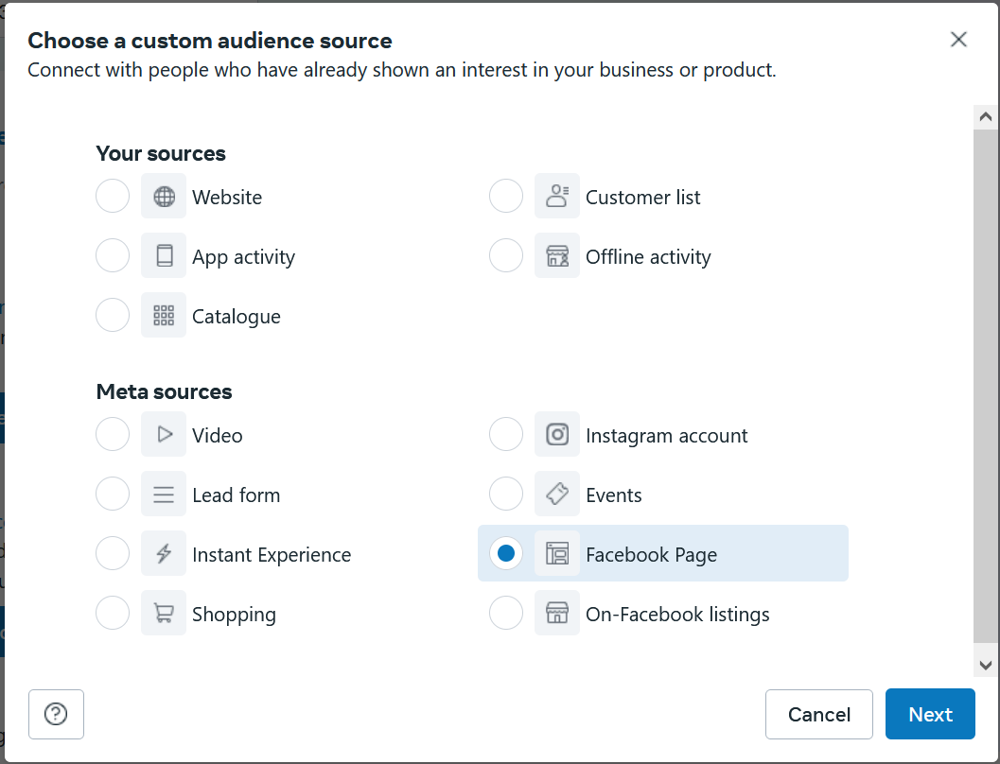 Choose a custom audience source
Connect with people who have already shown an interest in your business or product.
Your sources
Website
Customer list
App activity
Offline activity
Catalogue
Meta sources
Video
Instagram account
Lead form
Events
Instant Experience
Facebook Page
Shopping
On-Facebook listings
Cancel
Next